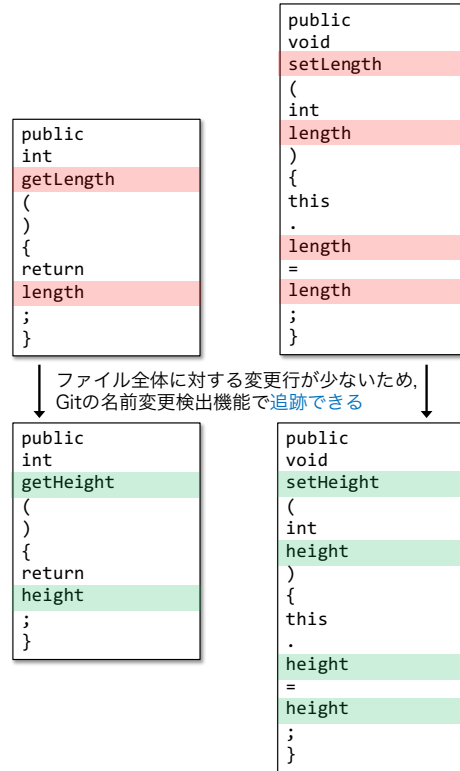 public
int
getLength
(
)
{
return
length
;
}
public
void
setLength
(
int
length
)
{
this
.
length
=
length
;
}
ファイル全体に対する変更行が少ないため,
Gitの名前変更検出機能で追跡できる
public
int
getHeight
(
)
{
return
height
;
}
public
void
setHeight
(
int
height
)
{
this
.
height
=
height
;
}